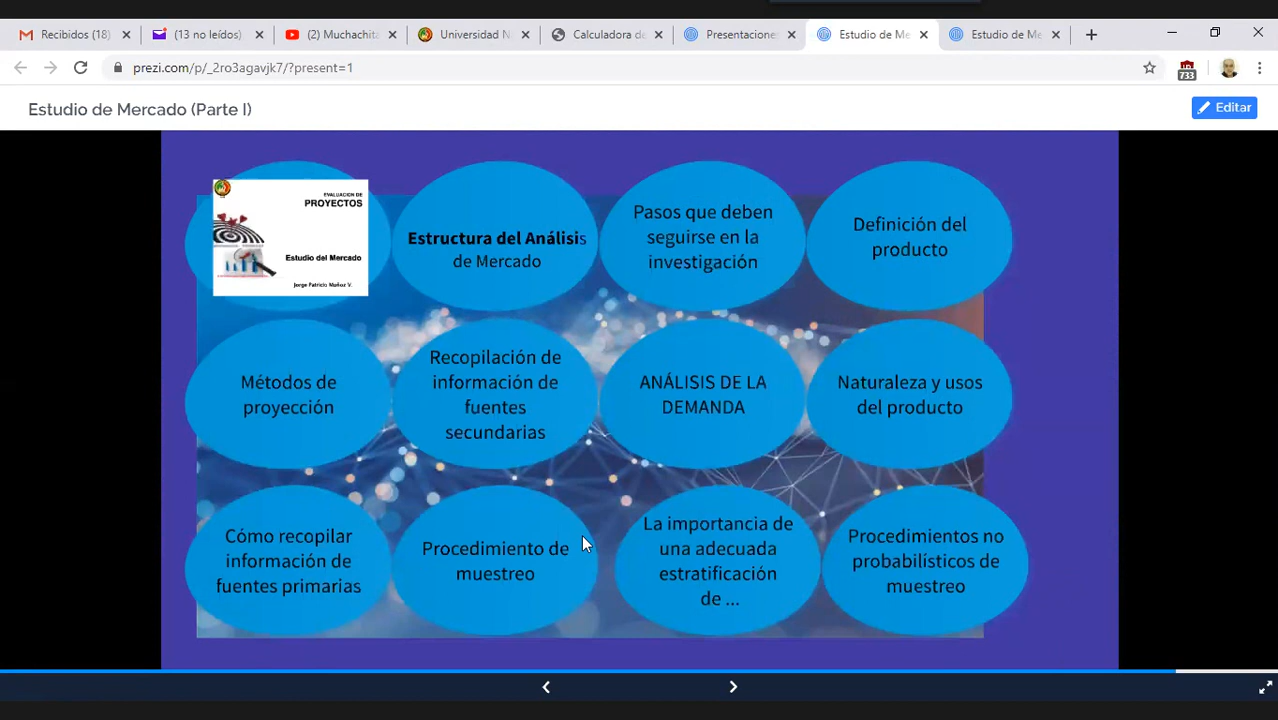 Recibidos (18)
(13 no leídos)
(2) Muchachita
Universidad N
Calculadora d
Presentacione
Estudio de Me
Estudio de Me
prezi.com/p/_2ro3agavjk7/?present=1
733
Estudio de Mercado (Parte I)
Editar
EVALUACION DE
PROYECTOS
Estudio del Mercado
Jorge Patricio Muñoz V.
Estructura del Análisis
de Mercado
Pasos que deben
seguirse en la
investigación
Definición del
producto
Métodos de
proyección
Recopilación de
información de
fuentes
secundarias
ANÁLISIS DE LA
DEMANDA
Naturaleza y usos
del producto
Cómo recopilar
información de
fuentes primarias
Procedimiento de
muestreo
La importancia de
una adecuada
estratificación
de ...
Procedimientos no
probabilísticos de
muestreo